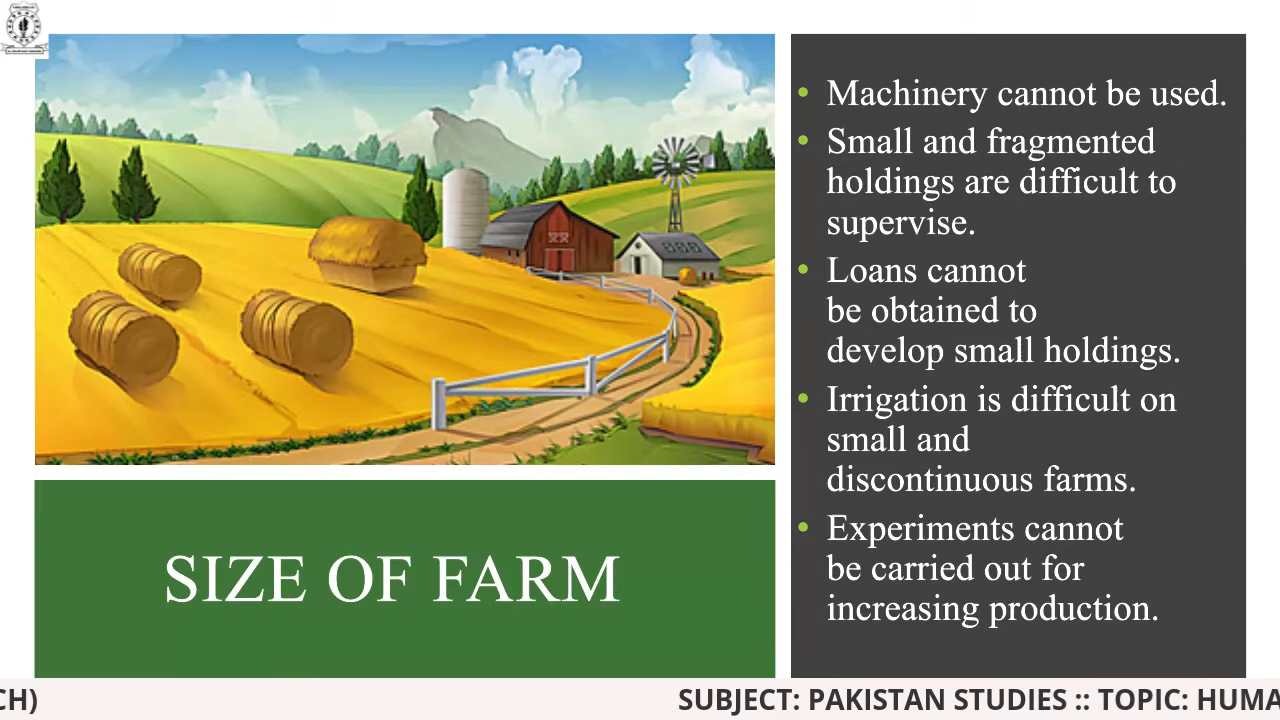 SIZE OF FARM
• Machinery cannot be used.
• Small and fragmented
holdings are difficult to
supervise.
• Loans cannot
be obtained to
develop small holdings.
• Irrigation is difficult on
small and
discontinuous farms.
• Experiments cannot
be carried out for
increasing production.
CH) SUBJECT: PAKISTAN STUDIES :: TOPIC: HUMA